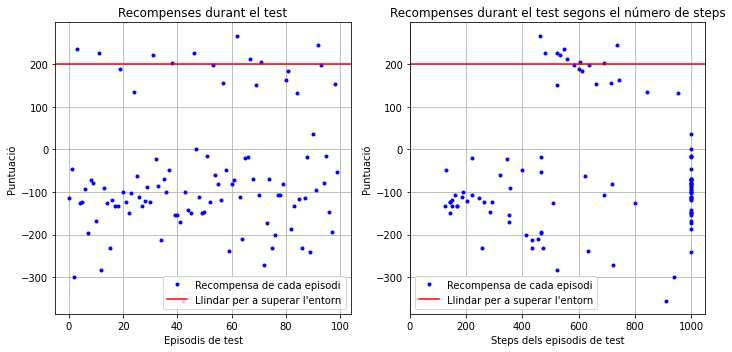 Recompenses durant el test
Puntuació
200
100
0
−100
−200
−300
0
20
40
60
80
100
Episodis de test
Recompensa de cada episodi
Llindar per a superar l'entorn
Recompenses durant el test segons el número de steps
Puntuació
200
100
0
−100
−200
−300
0
200
400
600
800
1000
Steps dels episodis de test
Recompensa de cada episodi
Llindar per a superar l'entorn